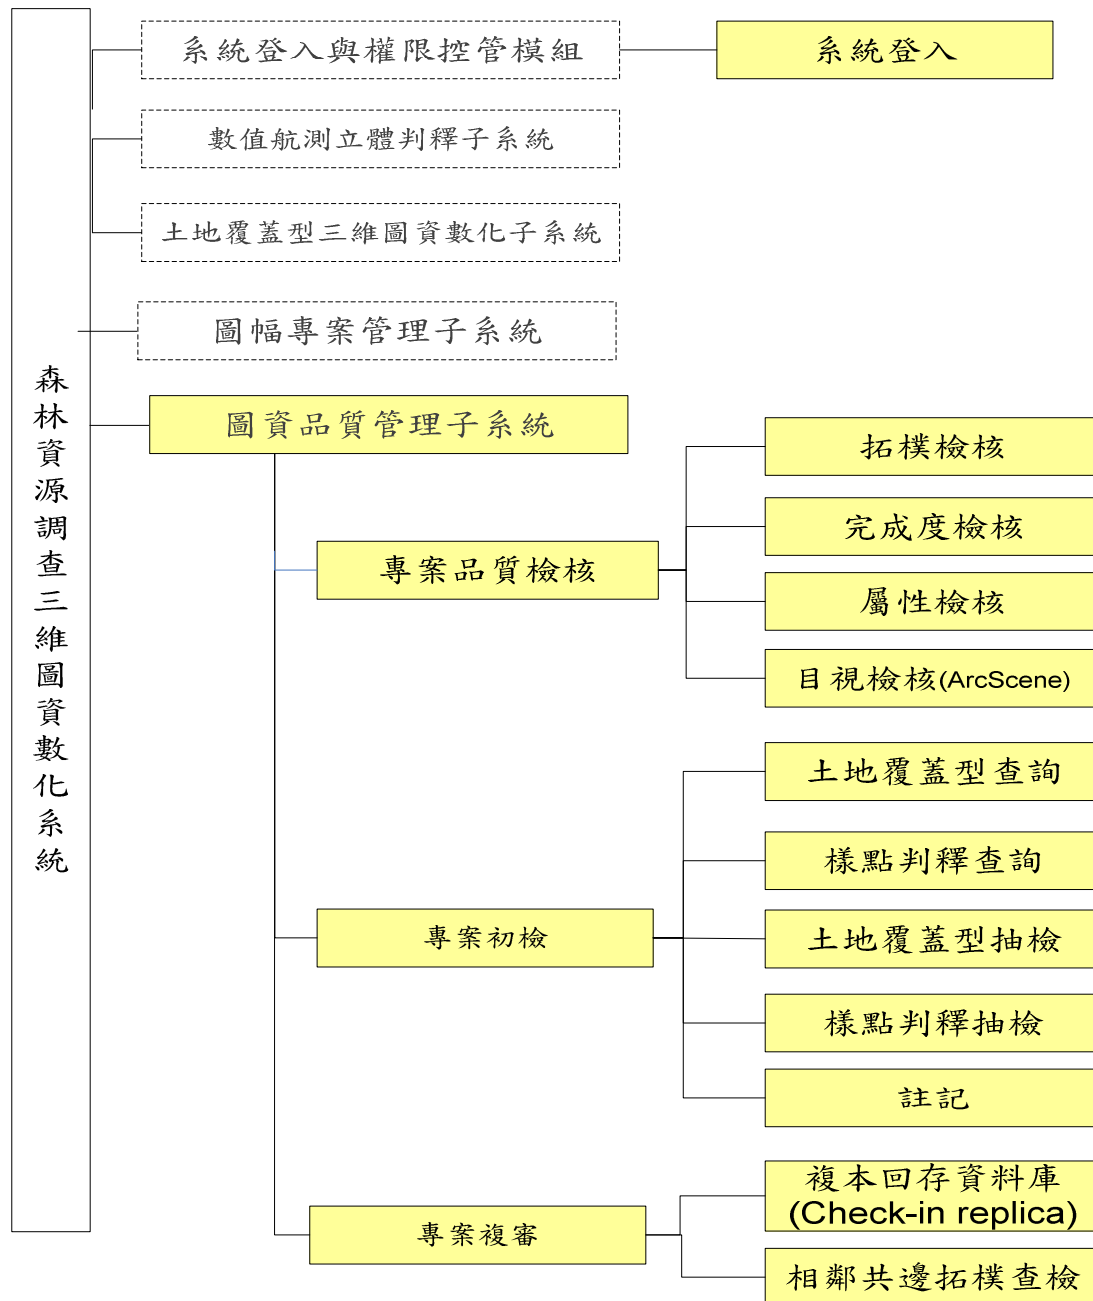 森林資源調查三維圖資數化系統
系統登入與權限控管模組
系統登入
數值航測立體判釋子系統
土地覆蓋型三維圖資數化子系統
圖幅專案管理子系統
圖資品質管理子系統
專案品質檢核
拓樸檢核
完成度檢核
屬性檢核
目視檢核(ArcScene)
專案初檢
土地覆蓋型查詢
樣點判釋查詢
土地覆蓋型抽檢
樣點判釋抽檢
註記
專案複審
複本回存資料庫
(Check-in replica)
相鄰共邊拓樸查檢